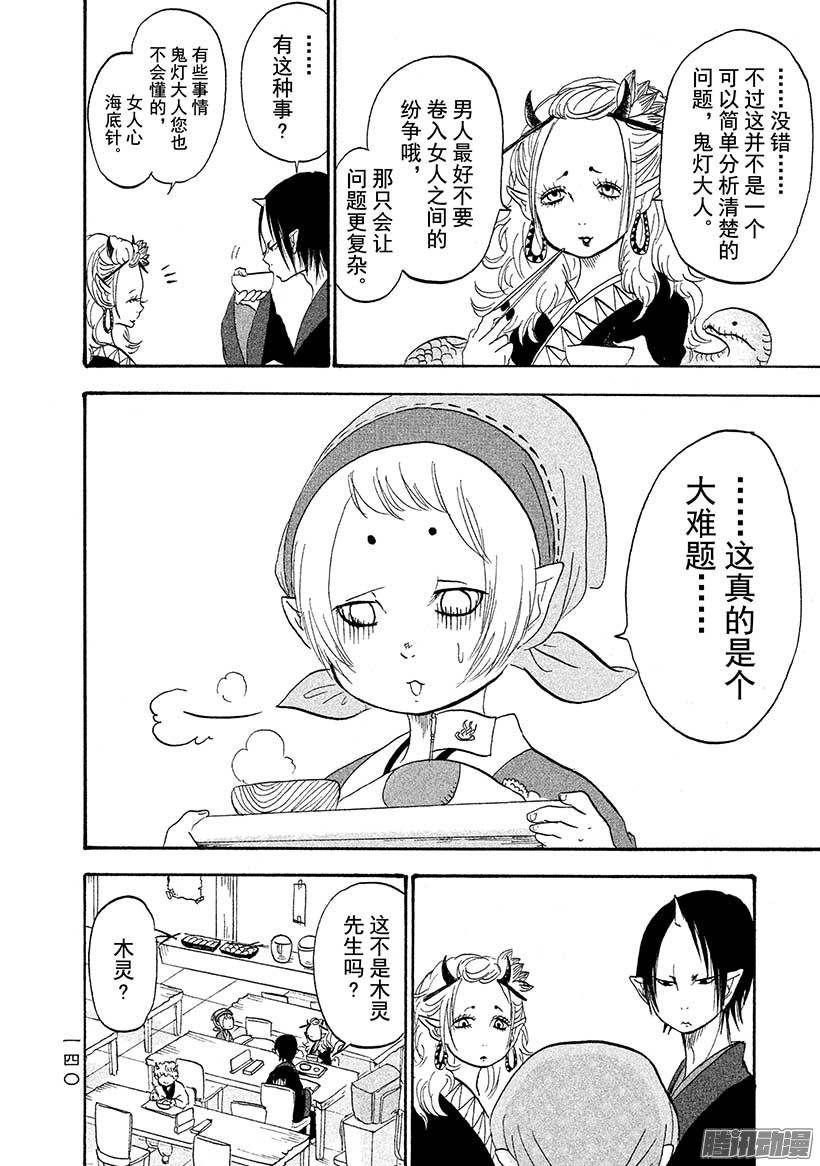 ……没错……
不过这并不是一个
可以简单分析清楚的
问题，鬼灯大人。
男人最好不要
卷入女人之间的
纷争哦，
那只会让
问题更复杂。
……
有这种事？
有些事情
鬼灯大人您也
不会懂的，
女人心
海底针。
……这真的是个
大难题……
这不是木灵
先生吗？
木灵？
一四〇
腾讯动漫